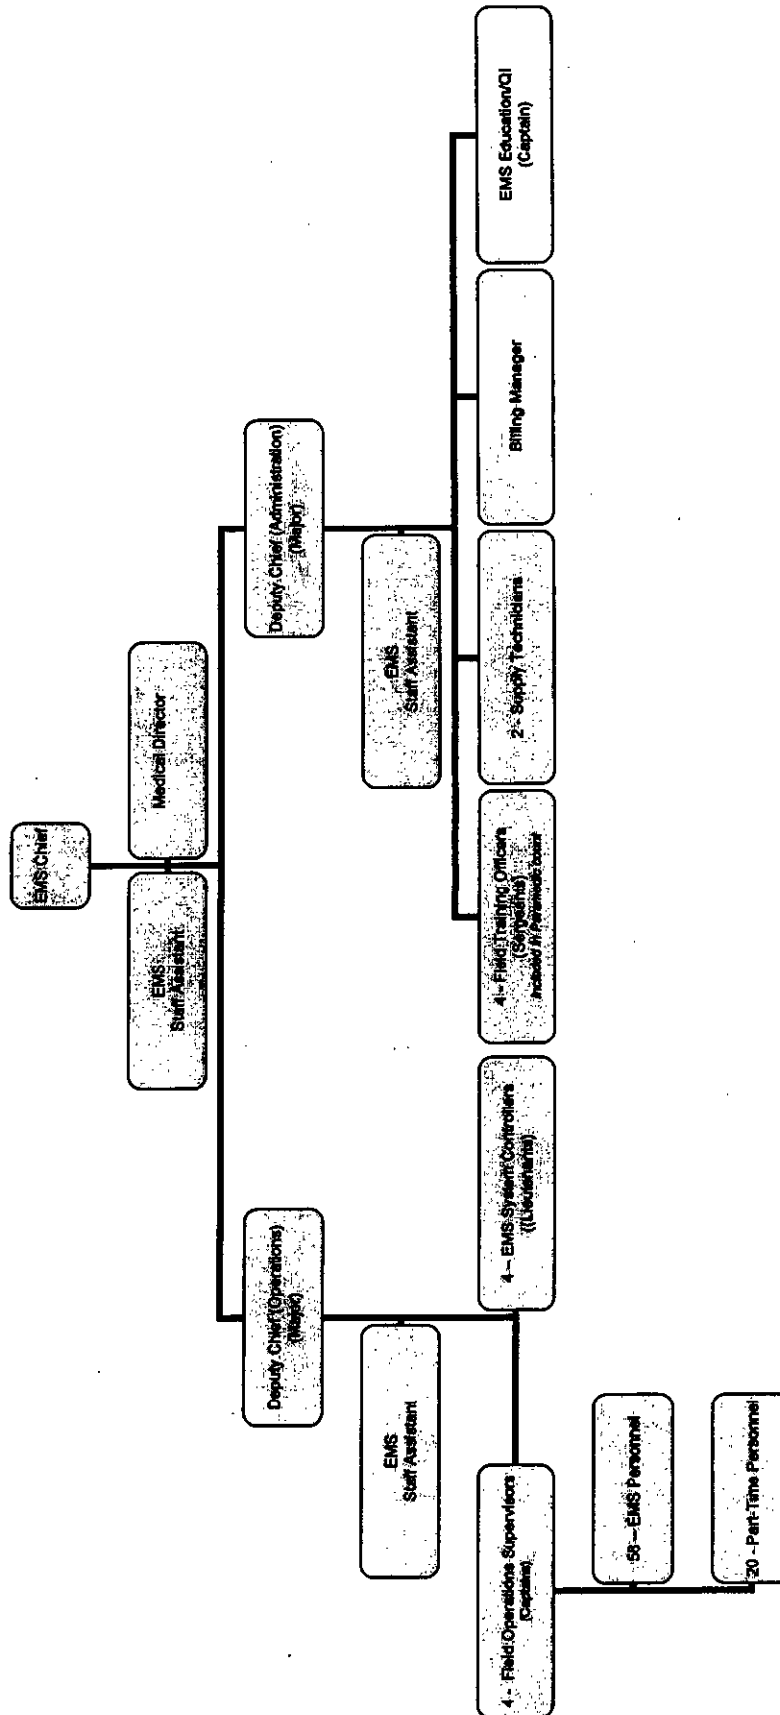 EMS Chief
EMS
Staff Assistant
Medical Director
Deputy Chief (Operations)
(Major)
Deputy Chief (Administration)
(Major)
EMS
Staff Assistant
EMS
Staff Assistant
4 - Field Operations Supervisors
(Captains)
4 – EMS System Controllers
((Lieutenants)
4 - Field Training Officers
(Sergeants)
Included in Paramedic count
2 - Supply Technicians
Billing Manager
EMS Education/QI
(Captain)
58 – EMS Personnel
20 - Part-Time Personnel